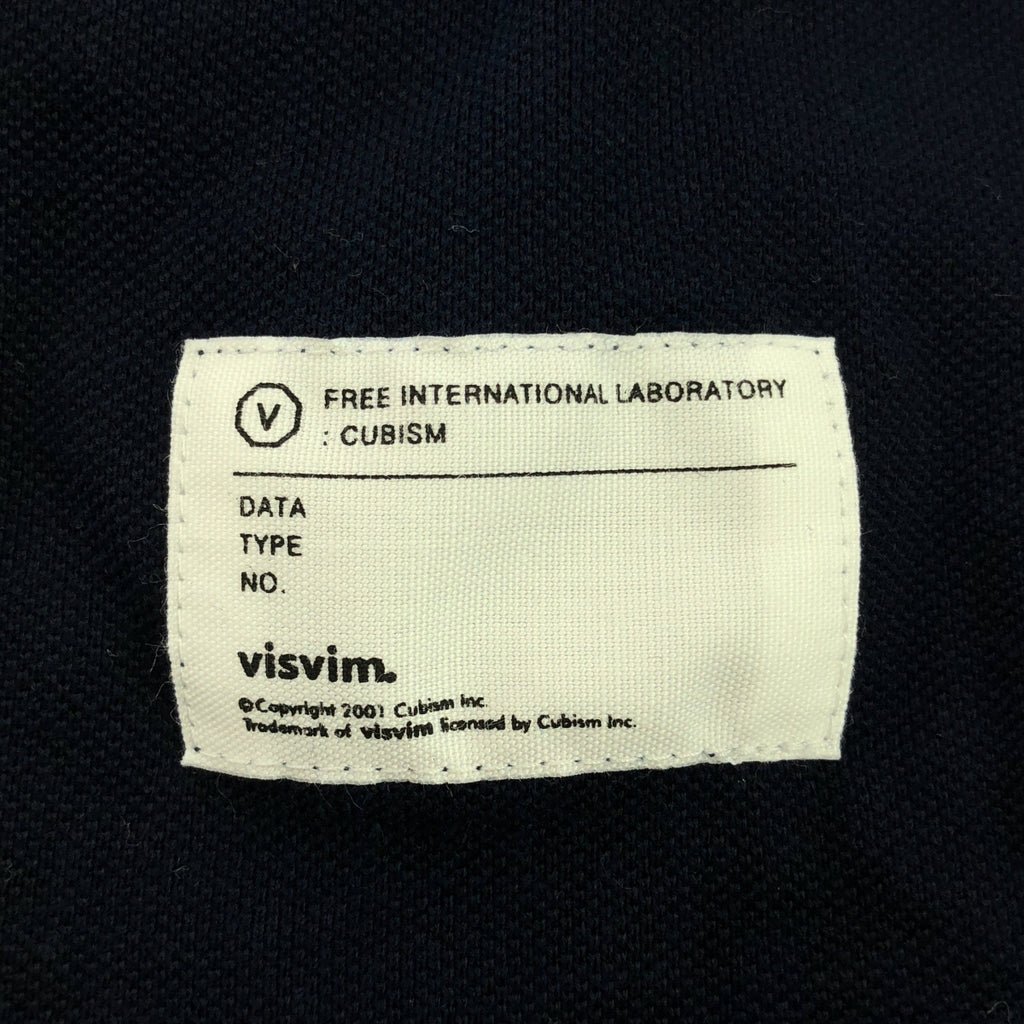 V FREE INTERNATIONAL LABORATORY
: CUBISM
DATA
TYPE
NO.
visvim.
©Copyright 2001 Cubism Inc.
Trademark of visvim licensed by Cubism Inc.